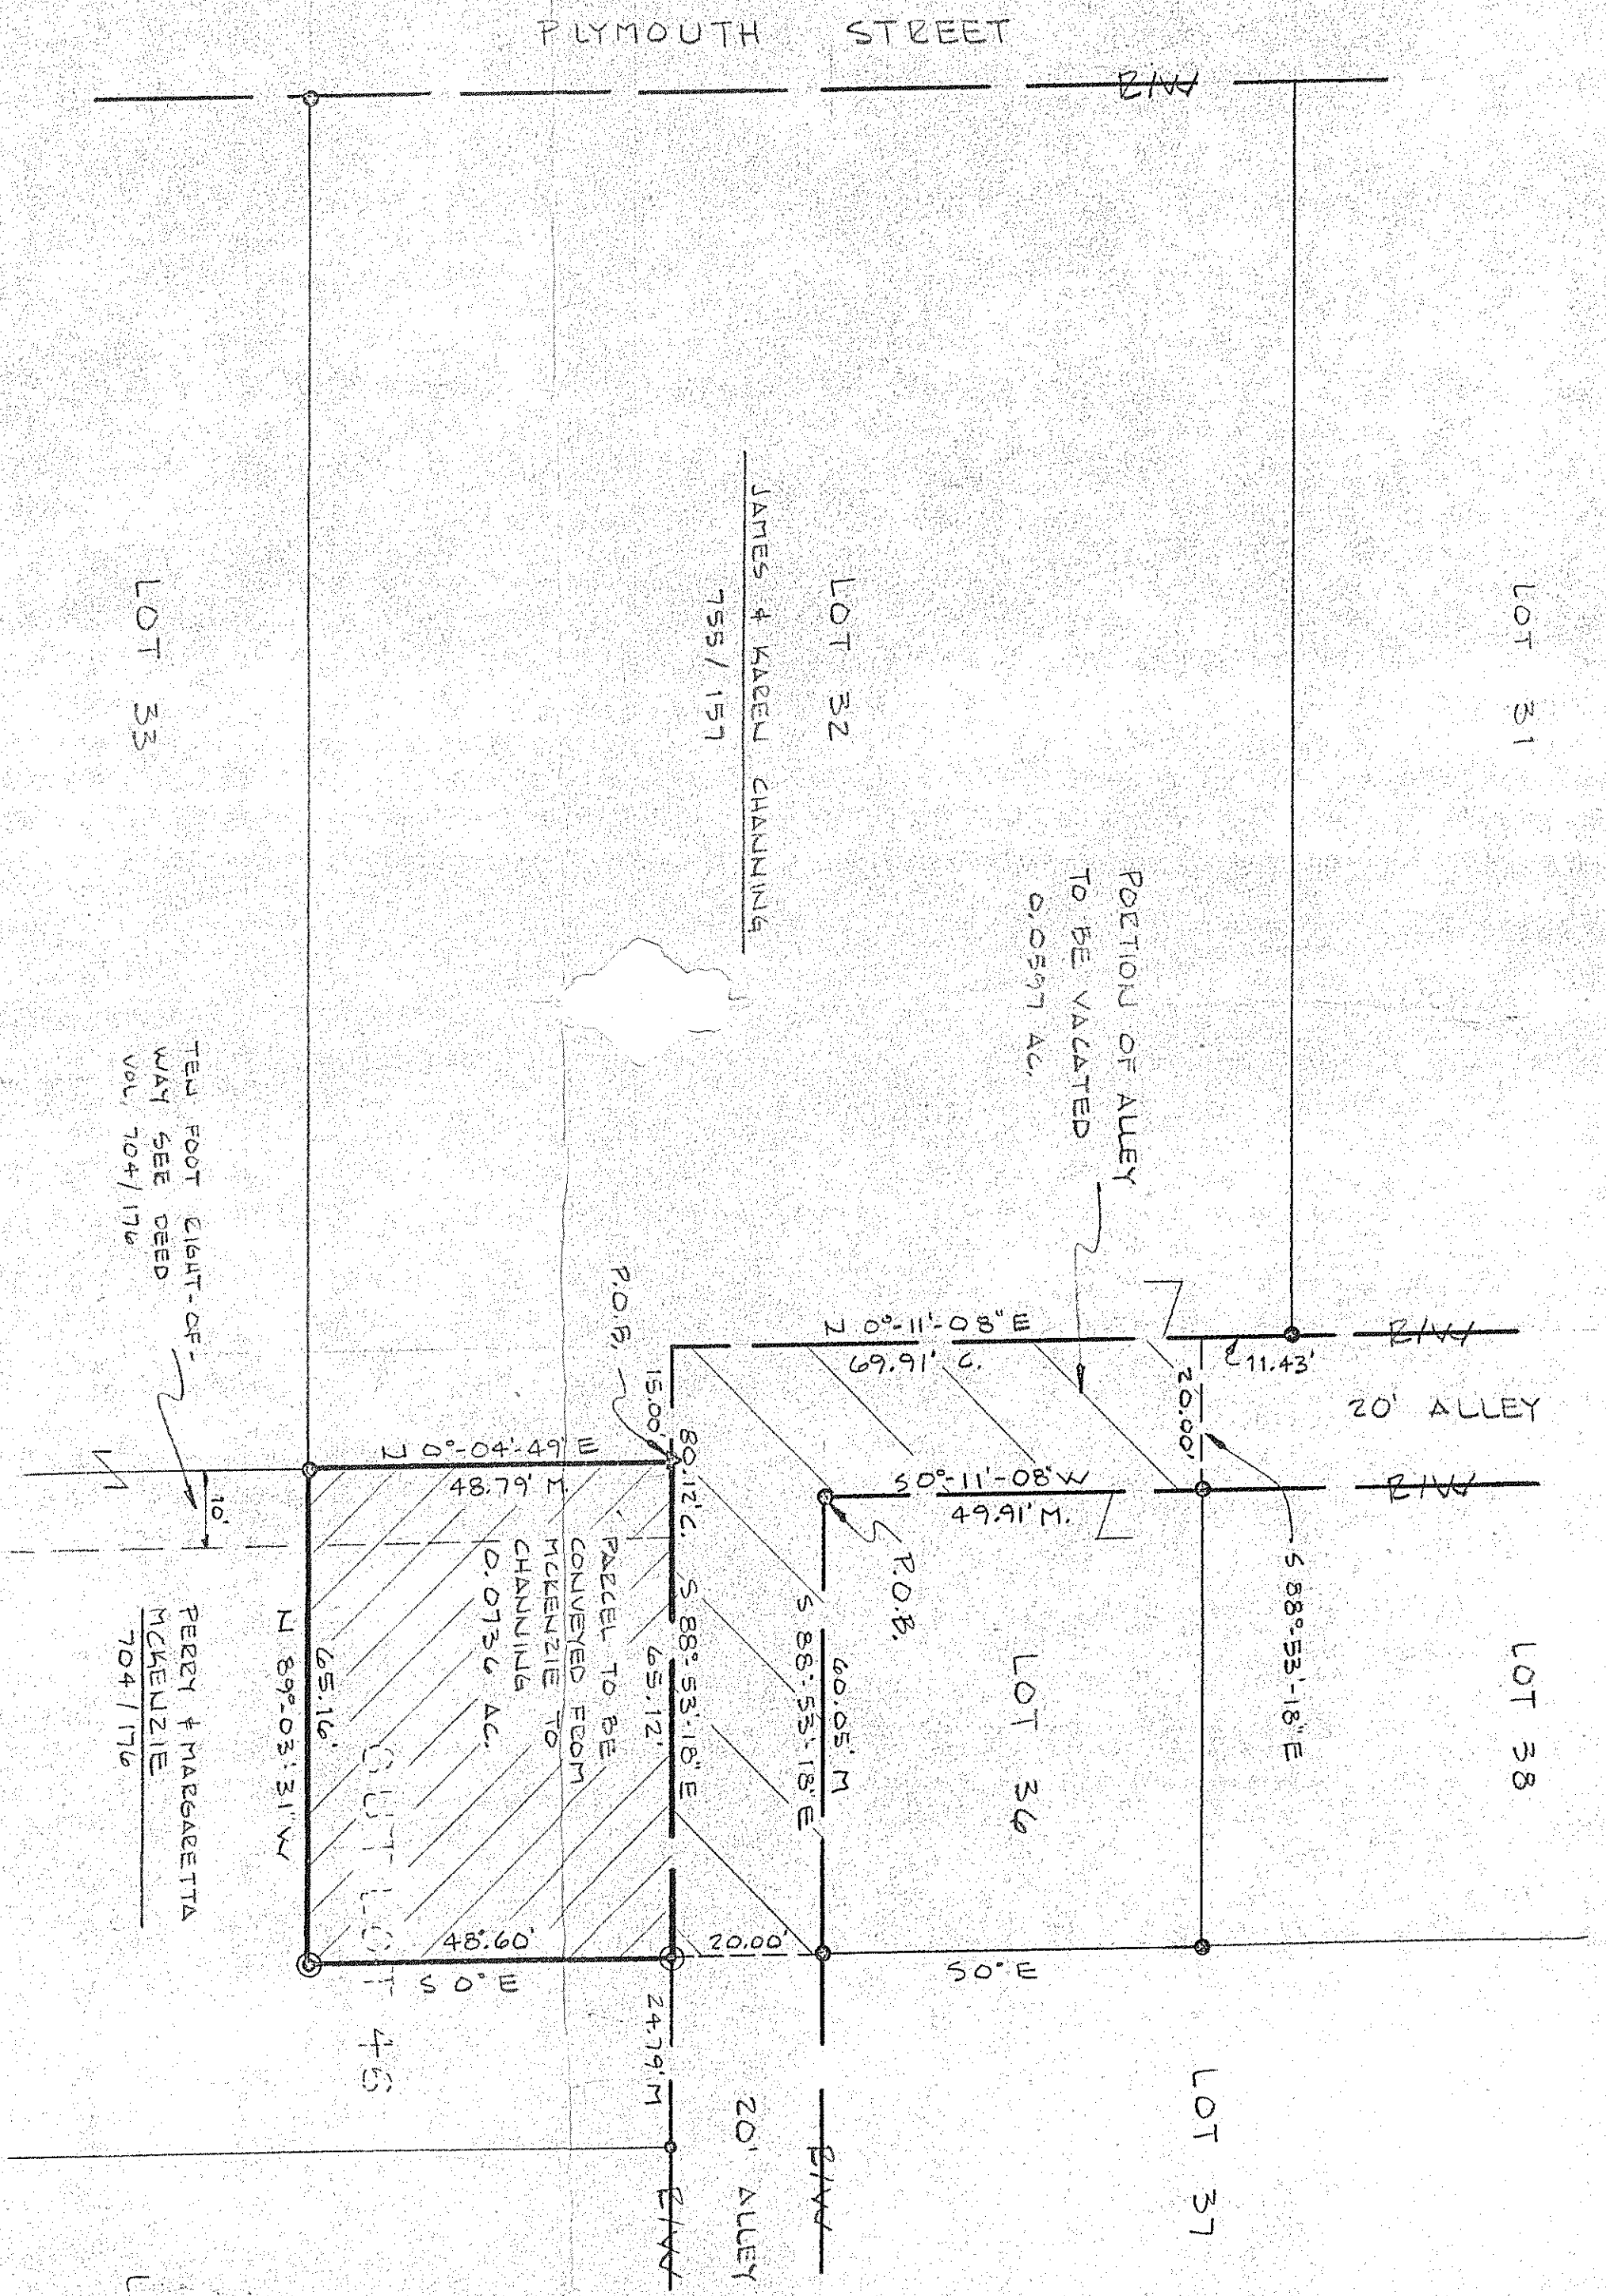 PLYMOUTH STREET
R/W
LOT 31
LOT 32
JAMES & KAREN CHANNING
755/157
LOT 33
PORTION OF ALLEY
TO BE VACATED
0.0597 AC.
TEN FOOT RIGHT-OF-
WAY SEE DEED
VOL. 704/176
P.O.B.
N 0°-11'-08" E
69.91' C.
11.43'
R/W
20' ALLEY
20.00'
15.00'
80.12' C.
N 0°-04'-49" E
48.79' M.
S 0°-11'-08" W
49.91' M.
R/W
10'
P.O.B.
S 88°-53'-18" E
LOT 38
LOT 36
60.05' M
S 88°-53'-18" E
S 88°-53'-18" E
65.12'
PARCEL TO BE
CONVEYED FROM
MCKENZIE TO
CHANNING
0.0736 AC.
65.16'
N 89°-03'-31" W
PERRY & MARGARETTA
MCKENZIE
704/176
OUT LOT 46
48.60'
S 0° E
20.00'
S 0° E
24.79' M
20' ALLEY
R/W
R/W
LOT 37
L